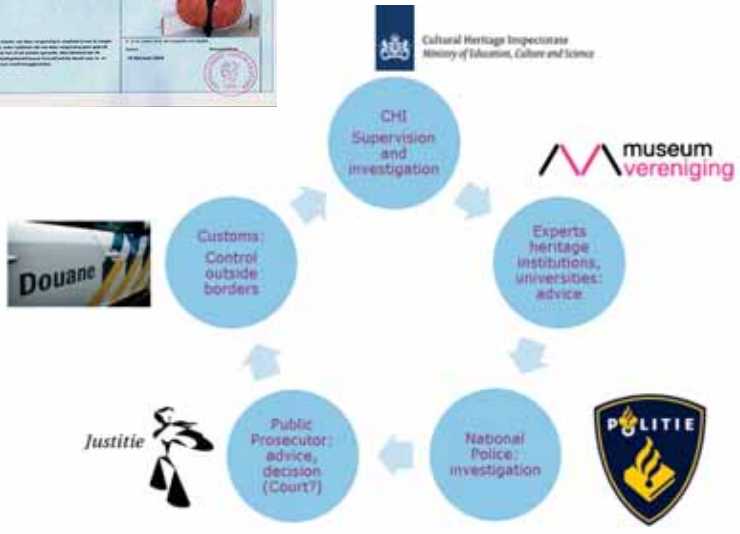 Cultural Heritage Inspectorate
Ministry of Education, Culture and Science
CHI
Supervision
and
investigation
museum
vereniging
Experts
heritage
institutions,
universities:
advice
POLITIE
National
Police:
investigation
Public
Prosecutor:
advice,
decision
(Court?)
Justitie
Customs:
Control
outside
borders
Douane